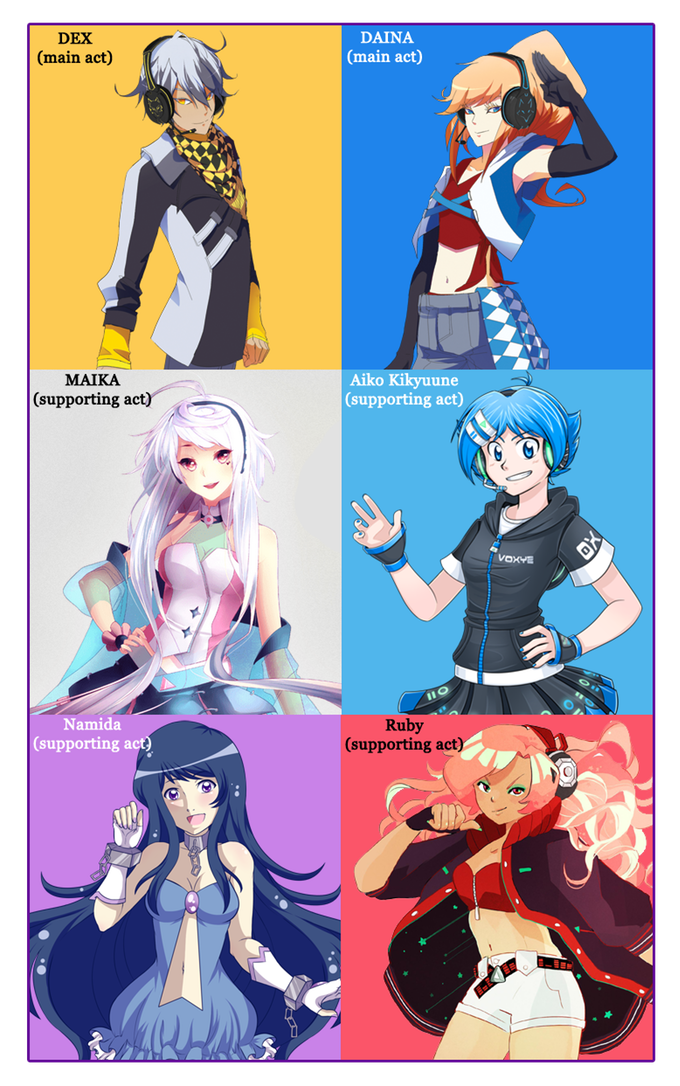 DEX
(main act)
DAINA
(main act)
MAIKA
(supporting act)
Aiko Kikyuune
(supporting act)
VOXYE
Namida
(supporting act)
Ruby
(supporting act)